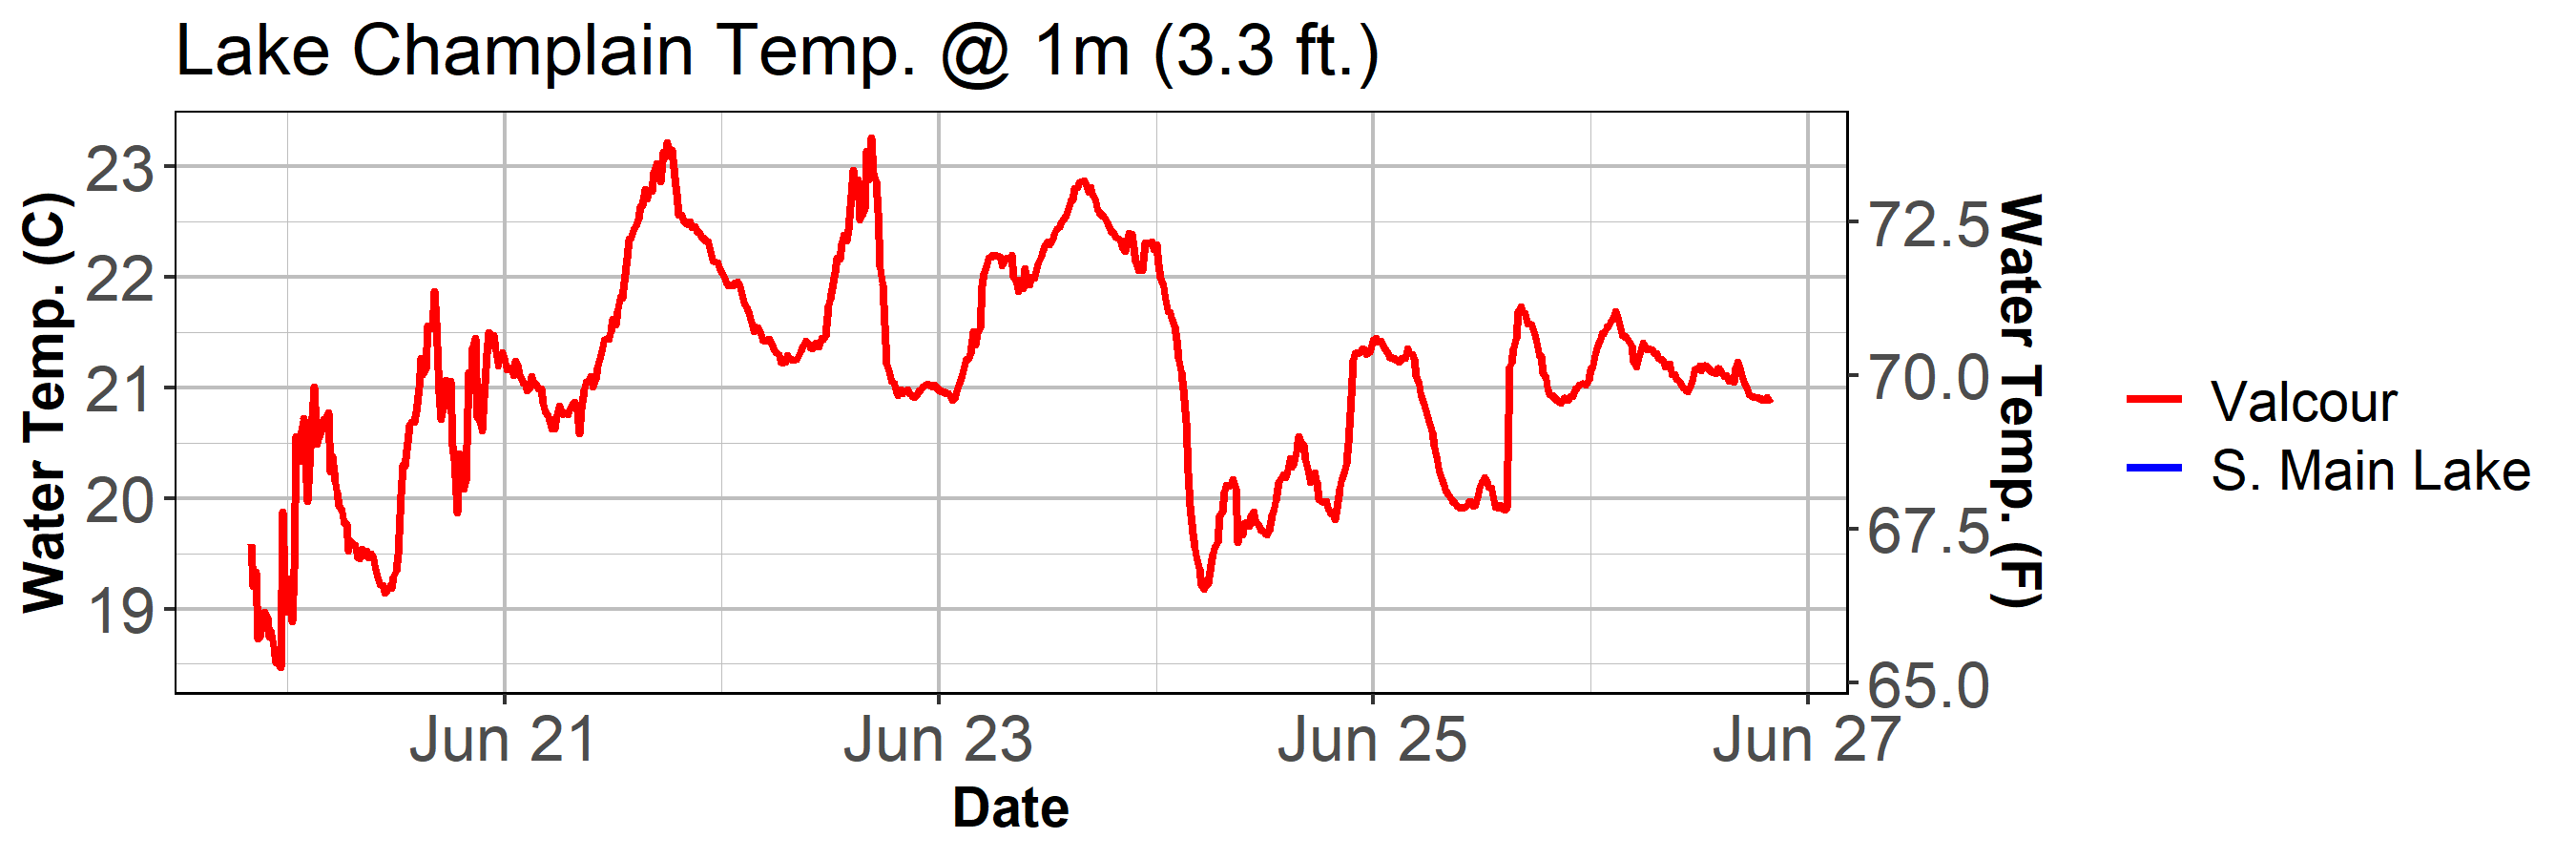 Lake Champlain Temp. @ 1m (3.3 ft.)
Water Temp. (C)
23
22
21
20
19
72.5
70.0
67.5
65.0
Water Temp. (F)
Jun 21
Jun 23
Jun 25
Jun 27
Date
Valcour
S. Main Lake